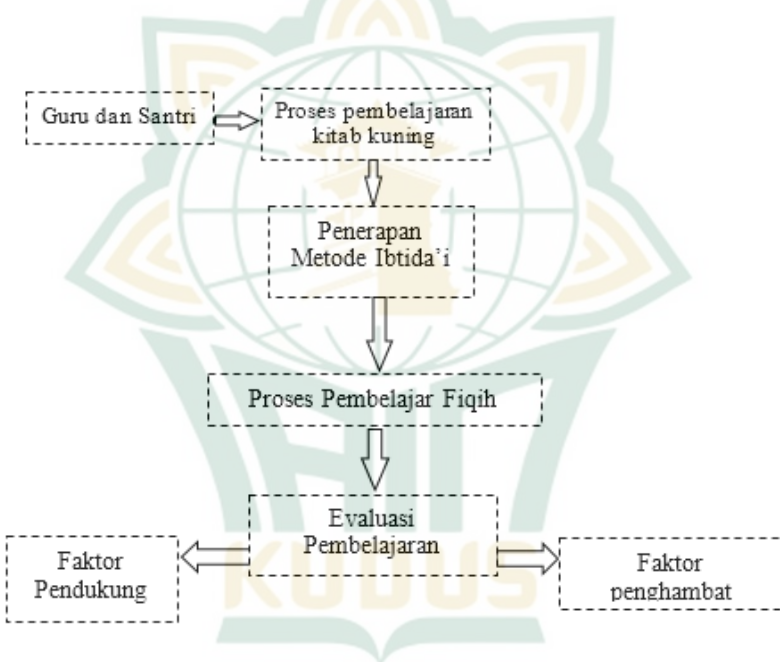 Guru dan Santri
Proses pembelajaran
kitab kuning
Penerapan
Metode Ibtida'i
Proses Pembelajar Fiqih
Evaluasi
Pembelajaran
Faktor
Pendukung
Faktor
penghambat
IAIN
KUDUS